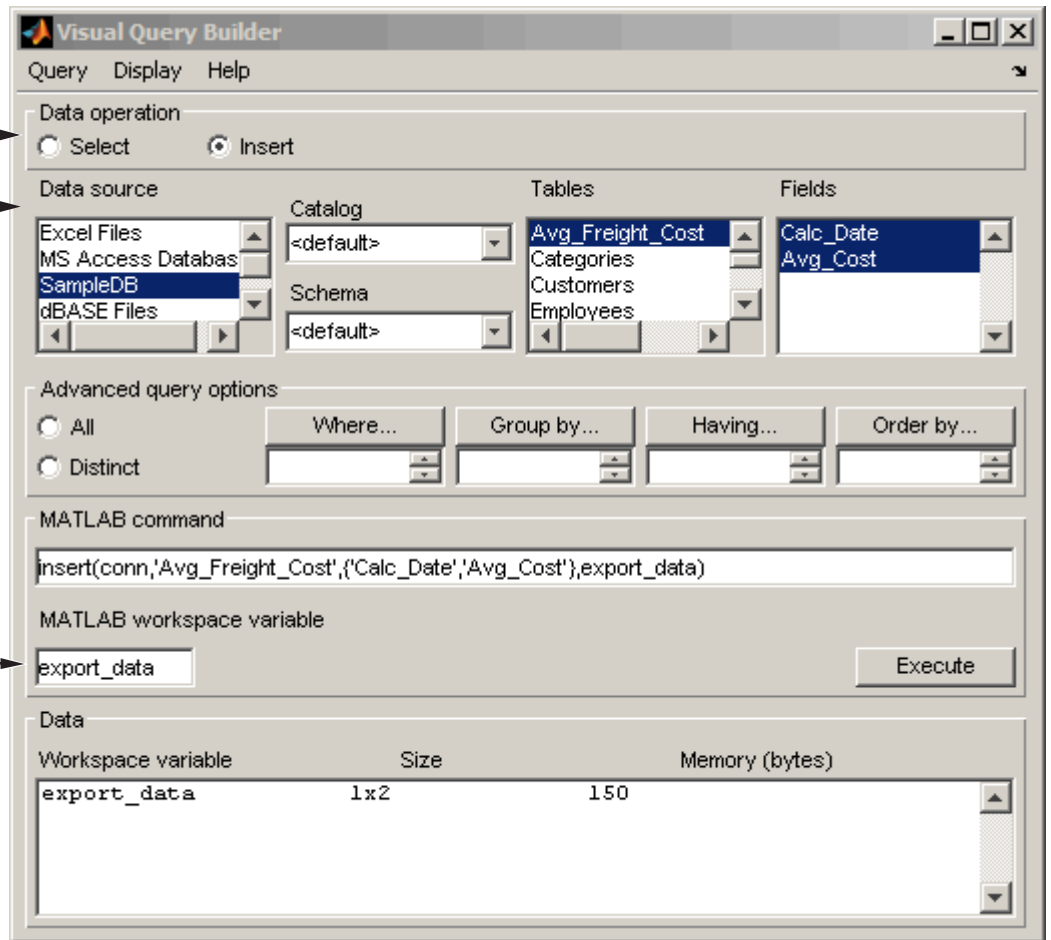 Visual Query Builder
Query Display Help
Data operation
Select Insert
Data source
Catalog
Tables
Fields
Excel Files
MS Access Databas
SampleDB
dBASE Files
<default>
Schema
<default>
Avg_Freight_Cost
Categories
Customers
Employees
Calc_Date
Avg_Cost
Advanced query options
All
Distinct
Where... Group by... Having... Order by...
MATLAB command
insert(conn,'Avg_Freight_Cost',{'Calc_Date','Avg_Cost'},export_data)
MATLAB workspace variable
export_data
Execute
Data
Workspace variable Size Memory (bytes)
export_data 1x2 150